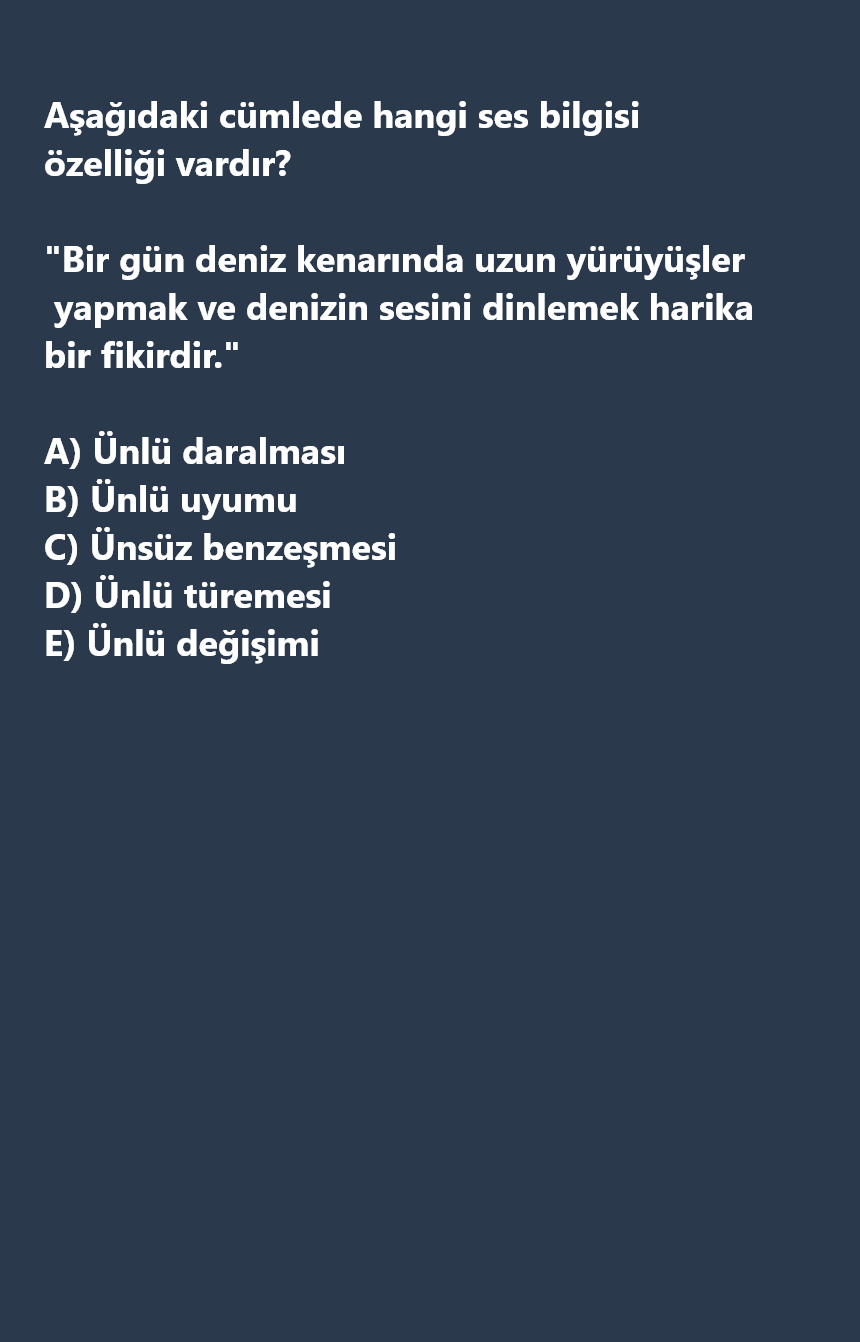 Aşağıdaki cümlede hangi ses bilgisi
özelliği vardır?
"Bir gün deniz kenarında uzun yürüyüşler
yapmak ve denizin sesini dinlemek harika
bir fikirdir."
A) Ünlü daralması
B) Ünlü uyumu
C) Ünsüz benzeşmesi
D) Ünlü türemesi
E) Ünlü değişimi